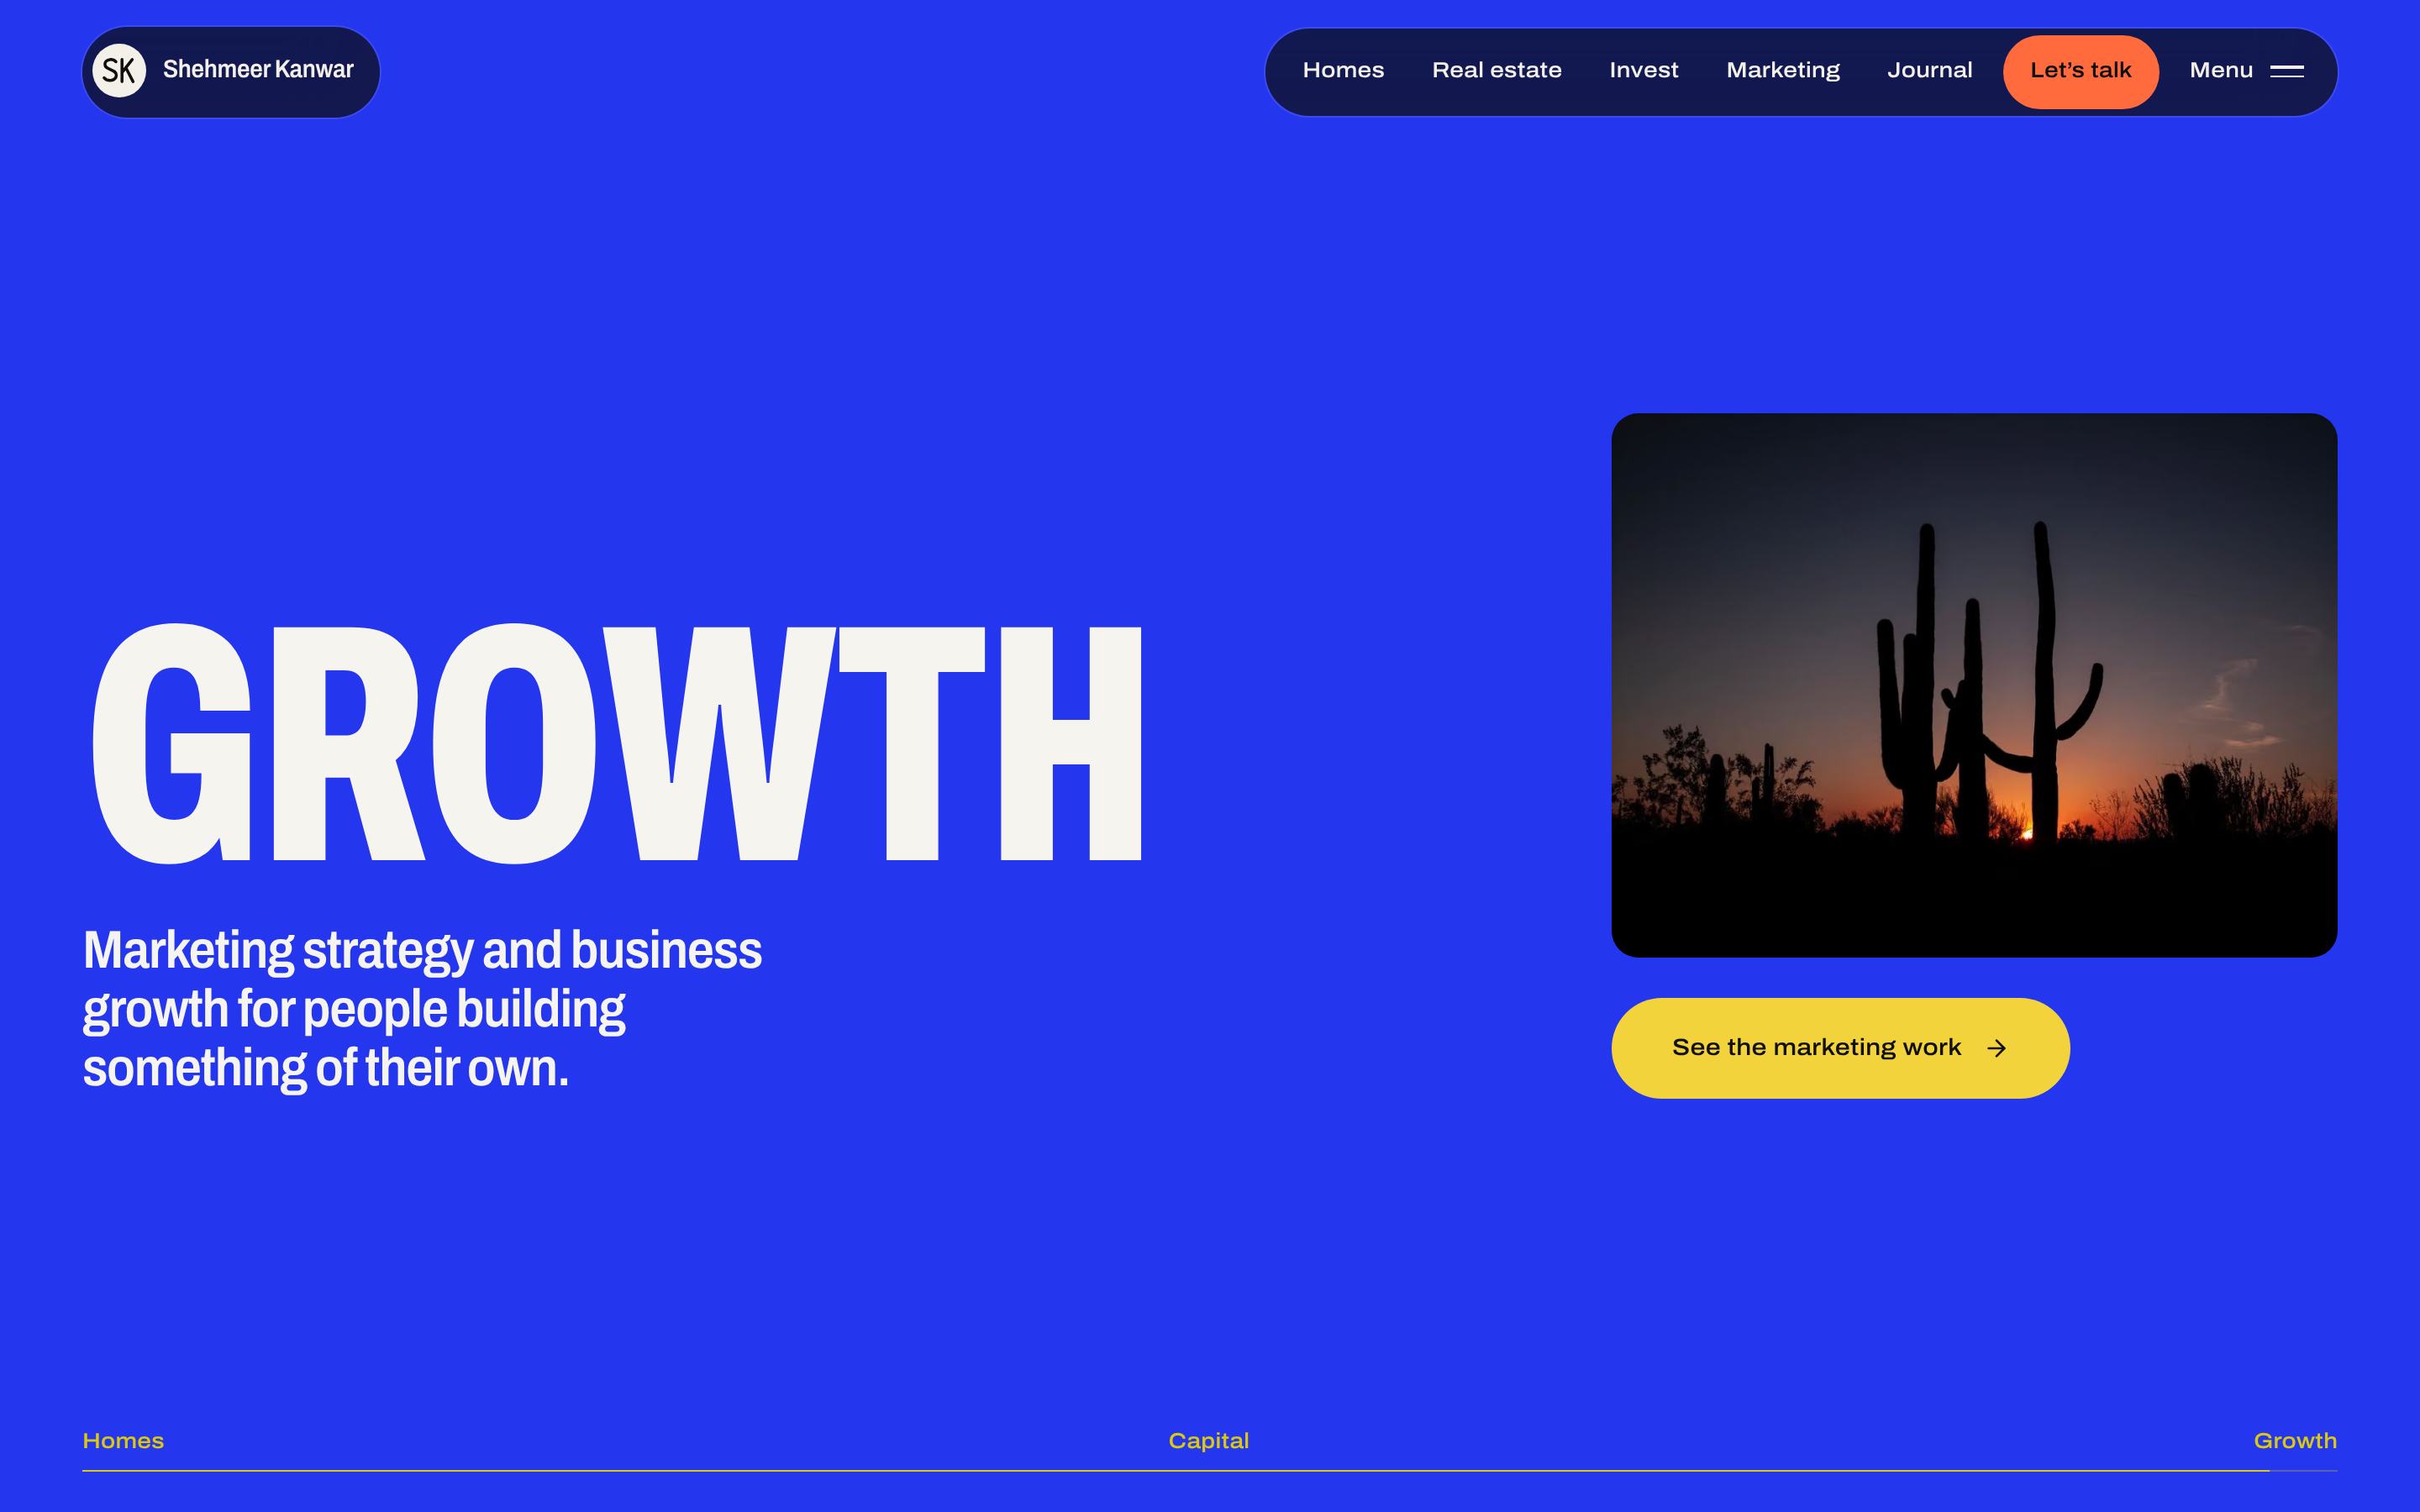 SK Shehmeer Kanwar
Homes Real estate Invest Marketing Journal Let’s talk Menu
GROWTH
Marketing strategy and business
growth for people building
something of their own.
See the marketing work
Homes Capital Growth